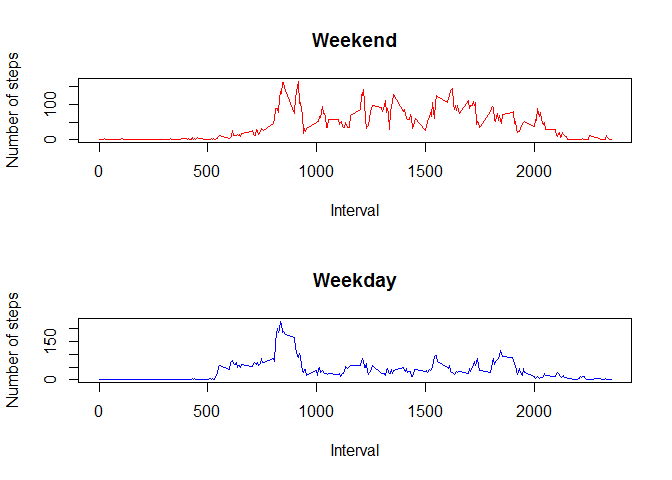 Weekend
Number of steps
0 100
0 500 1000 1500 2000
Interval
Weekday
Number of steps
0 150
0 500 1000 1500 2000
Interval